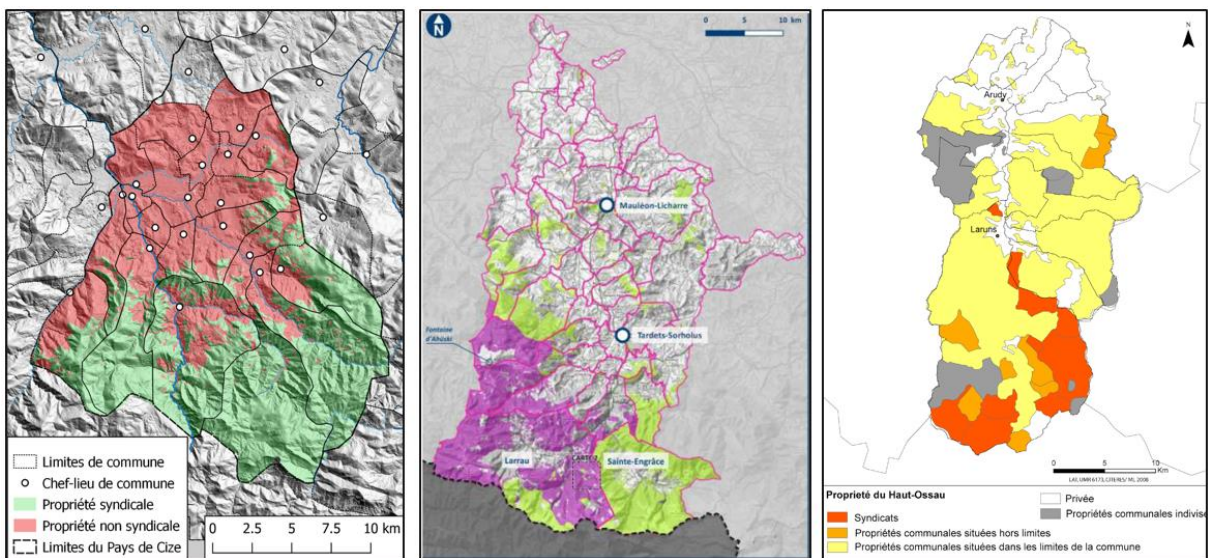 Limites de commune
Chef-lieu de commune
Propriété syndicale
Propriété non syndicale
Limites du Pays de Cize
0 2.5 5 7.5 10 km
N
0 5 10 km
Mauléon-Licharre
Tardets-Sorholus
Fontaine
d'Ahüski
Larrau
Sainte-Engrâce
N
Arudy
Laruns
0 5 10
Km
Proprieté du Haut-Ossau
Syndicats
Propriétés communales situées hors limites
Propriétés communales situées dans les limites de la commune
Privée
Propriétés communales indivise